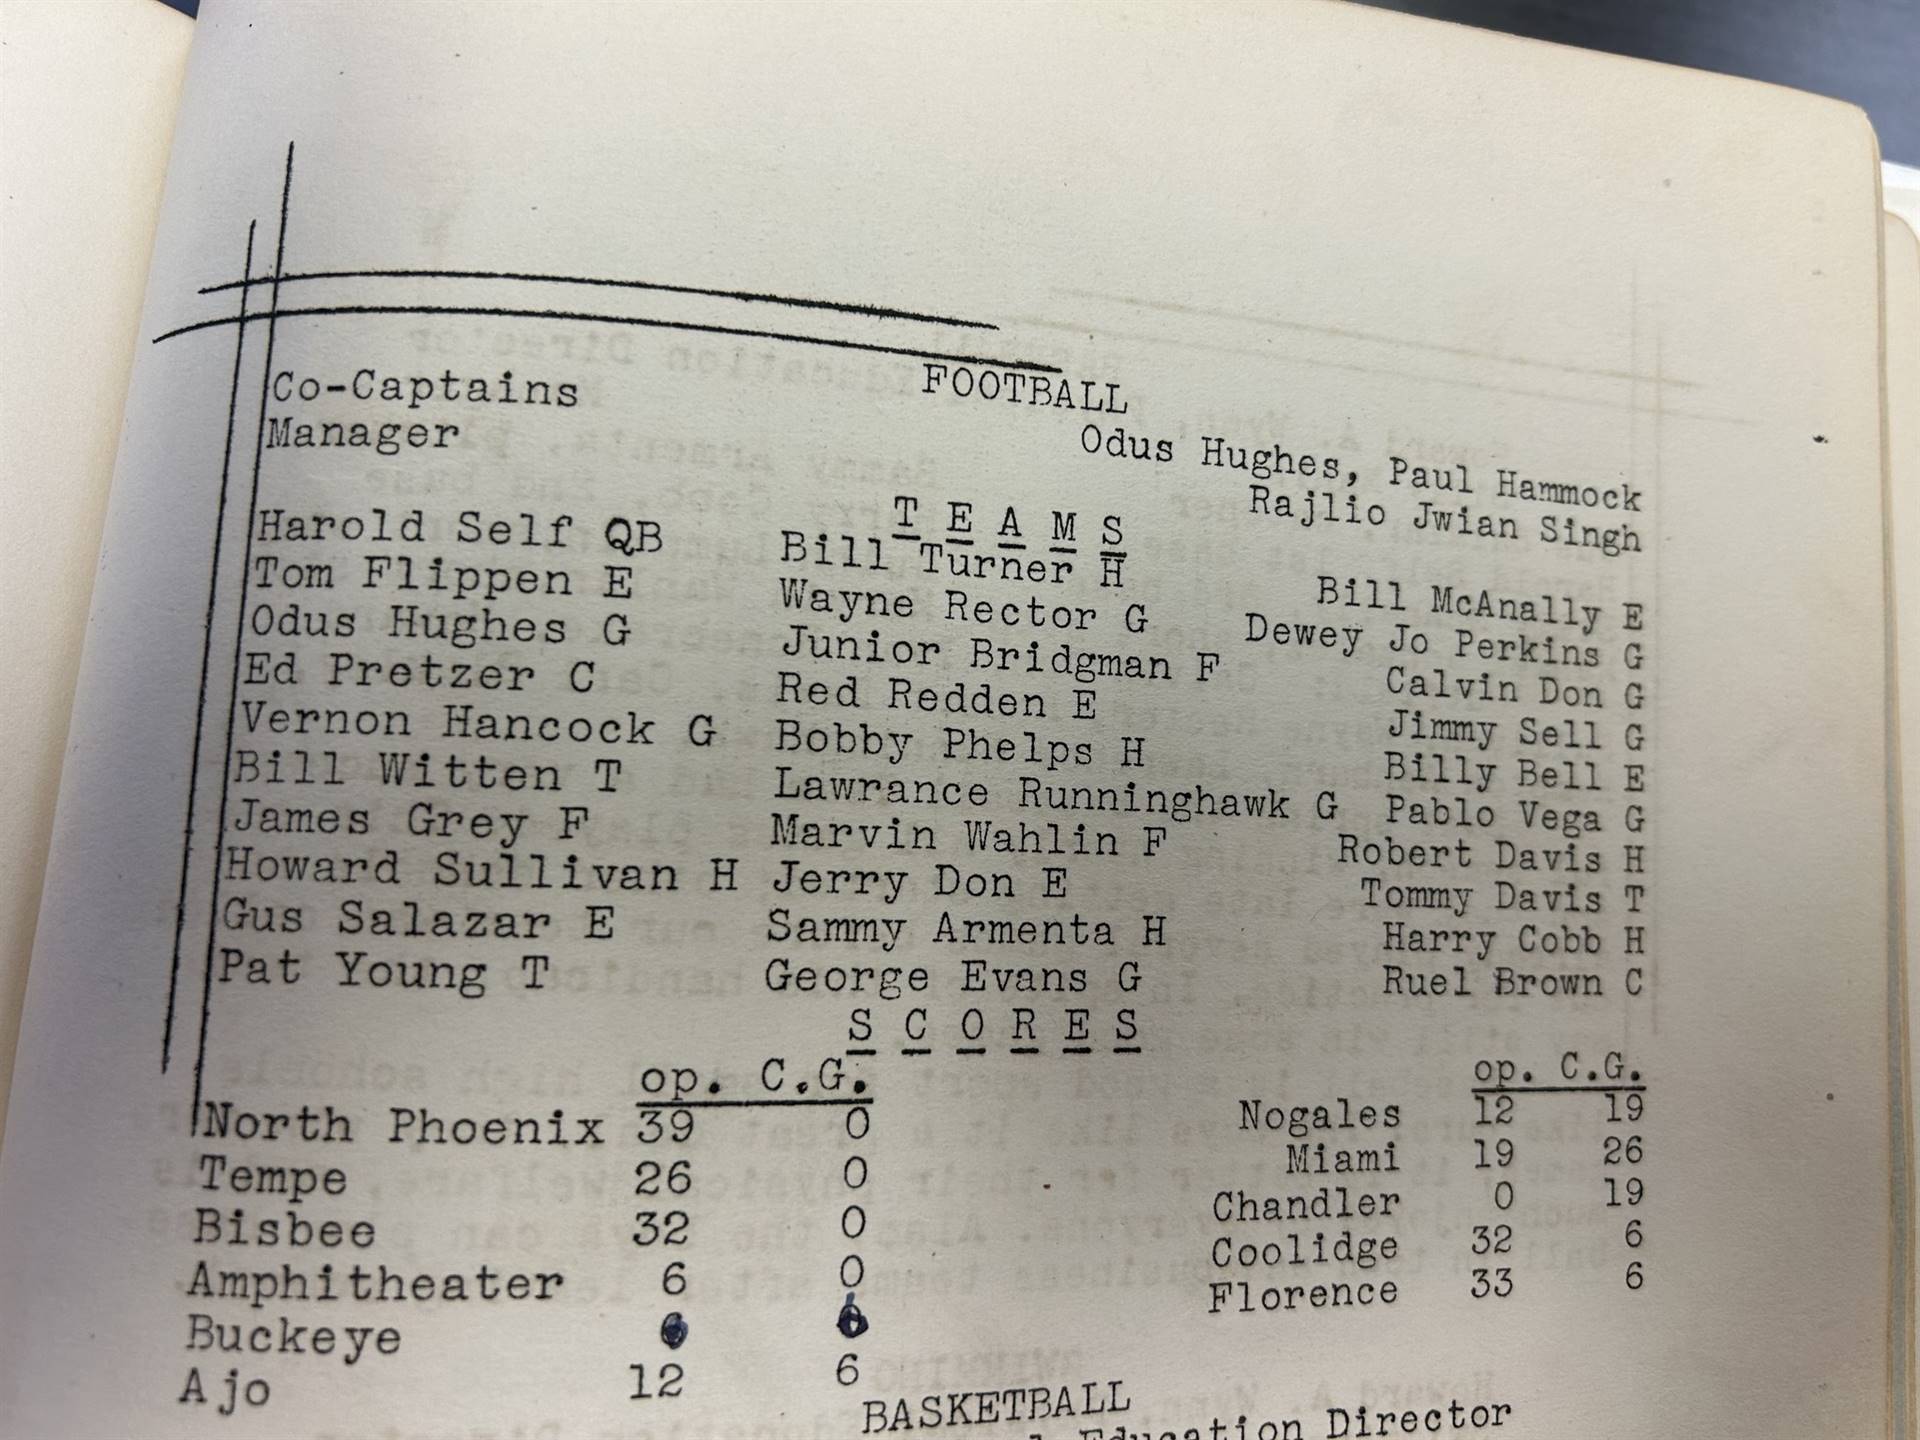 FOOTBALL
Co-Captains Odus Hughes, Paul Hammock
Manager Rajlio Jwian Singh
T E A M S
Harold Self QB Bill Turner H Bill McAnally E
Tom Flippen E Wayne Rector G Dewey Jo Perkins G
Odus Hughes G Junior Bridgman F Calvin Don G
Ed Pretzer C Red Redden E Jimmy Sell G
Vernon Hancock G Bobby Phelps H Billy Bell E
Bill Witten T Lawrance Runninghawk G Pablo Vega G
James Grey F Marvin Wahlin F Robert Davis H
Howard Sullivan H Jerry Don E Tommy Davis T
Gus Salazar E Sammy Armenta H Harry Cobb H
Pat Young T George Evans G Ruel Brown C
S C O R E S
op. C.G. op. C.G.
North Phoenix 39 0 Nogales 12 19
Tempe 26 0 Miami 19 26
Bisbee 32 0 Chandler 0 19
Amphitheater 6 0 Coolidge 32 6
Buckeye Florence 33 6
Ajo 12 6
BASKETBALL
Education Director